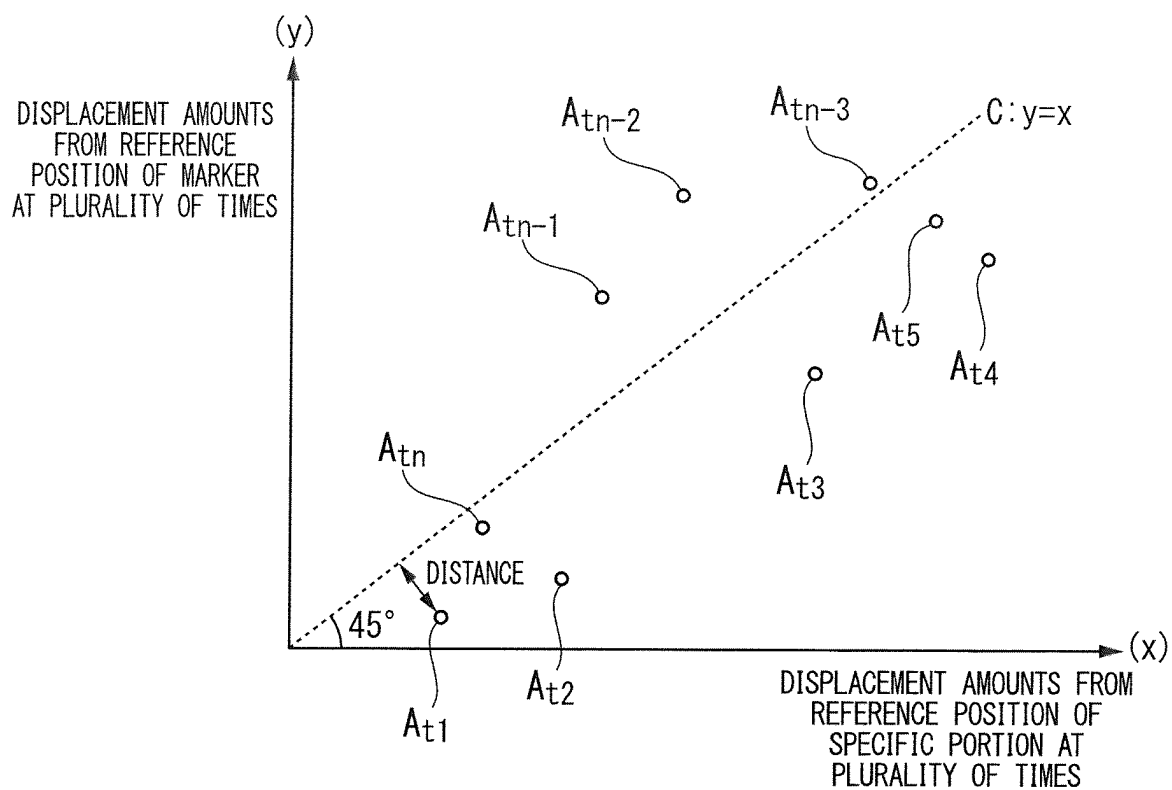 (y)
DISPLACEMENT AMOUNTS
FROM REFERENCE
POSITION OF MARKER
AT PLURALITY OF TIMES
Atn-2
Atn-3
C:y=x
Atn-1
At5
At4
At3
Atn
DISTANCE
45°
(x)
At2
At1
DISPLACEMENT AMOUNTS FROM
REFERENCE POSITION OF
SPECIFIC PORTION AT
PLURALITY OF TIMES